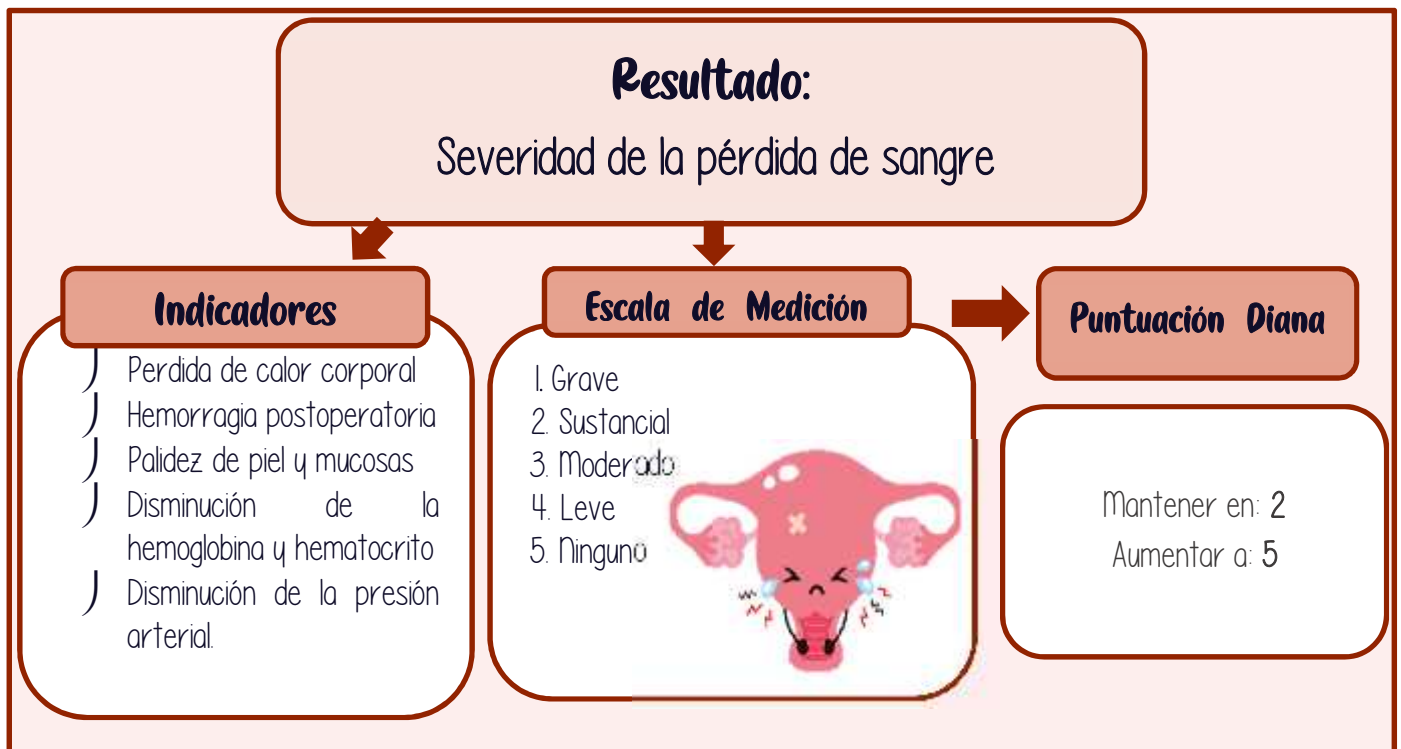 Resultado:
Severidad de la pérdida de sangre
Indicadores
Perdida de calor corporal
Hemorragia postoperatoria
Palidez de piel y mucosas
Disminución de la
hemoglobina y hematocrito
Disminución de la presión
arterial.
Escala de Medición
1. Grave
2. Sustancial
3. Moderado
4. Leve
5. Ninguno
Puntuación Diana
Mantener en: 2
Aumentar a: 5